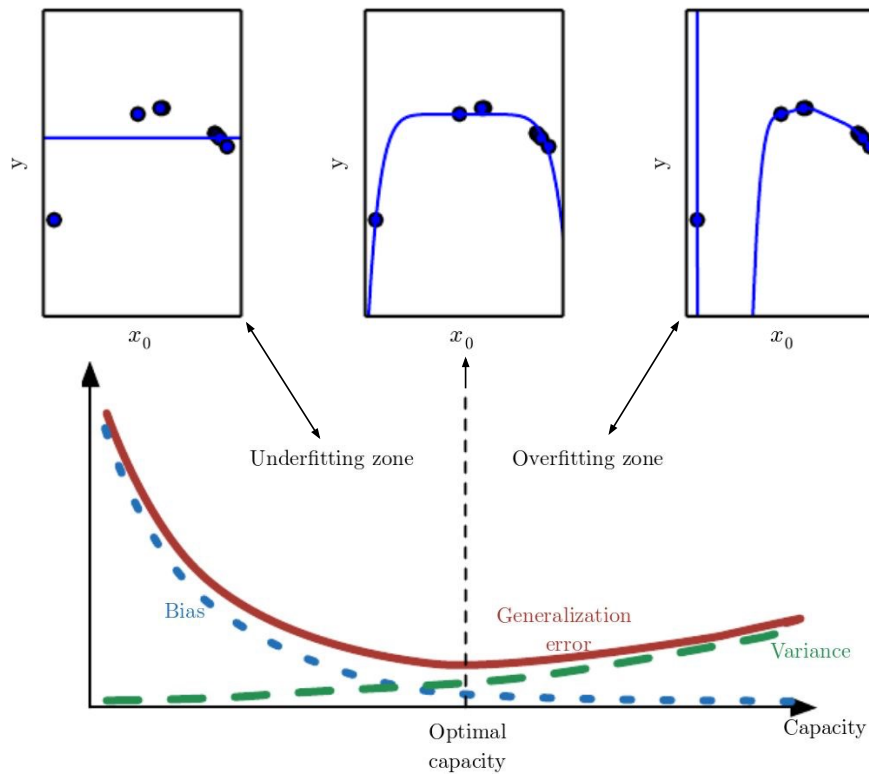 y
y
y
x₀
x₀
x₀
Underfitting zone
Overfitting zone
Bias
Generalization
error
Variance
Optimal
capacity
Capacity